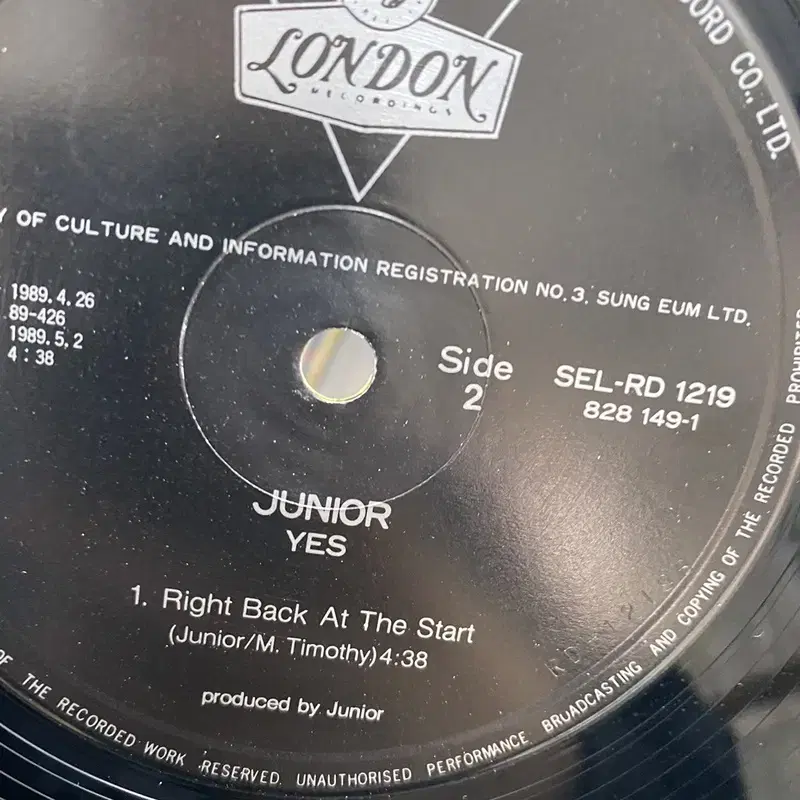 LONDON
RECORDINGS
ORD CO., LTD.
Y OF CULTURE AND INFORMATION REGISTRATION NO. 3. SUNG EUM LTD.
1989. 4. 26
.89-426
1989. 5. 2
4 : 38
Side
2
SEL-RD 1219
828 149-1
JUNIOR
YES
1. Right Back At The Start
(Junior/M. Timothy) 4:38
produced by Junior
OF THE RECORDED WORK RESERVED. UNAUTHORISED PERFORMANCE. BROADCASTING AND COPYING OF THE RECORDED PROHIBITED